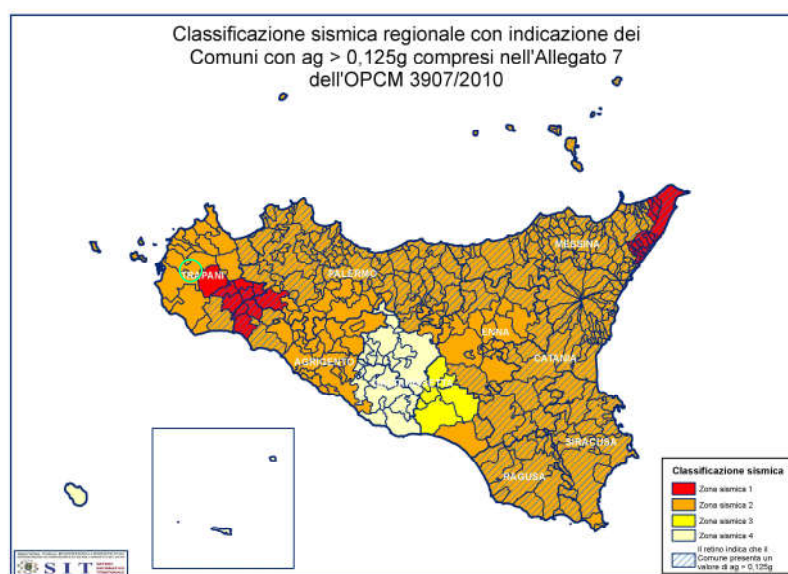 Classificazione sismica regionale con indicazione dei
Comuni con ag > 0,125g compresi nell'Allegato 7
dell'OPCM 3907/2010
MESSINA
TRAPANI
PALERMO
ENNA
CATANIA
AGRIGENTO
SIRACUSA
RAGUSA
Classificazione sismica
Zona sismica 1
Zona sismica 2
Zona sismica 3
Zona sismica 4
Il retino indica che il
Comune presenta un
valore di ag > 0,125g
S I T